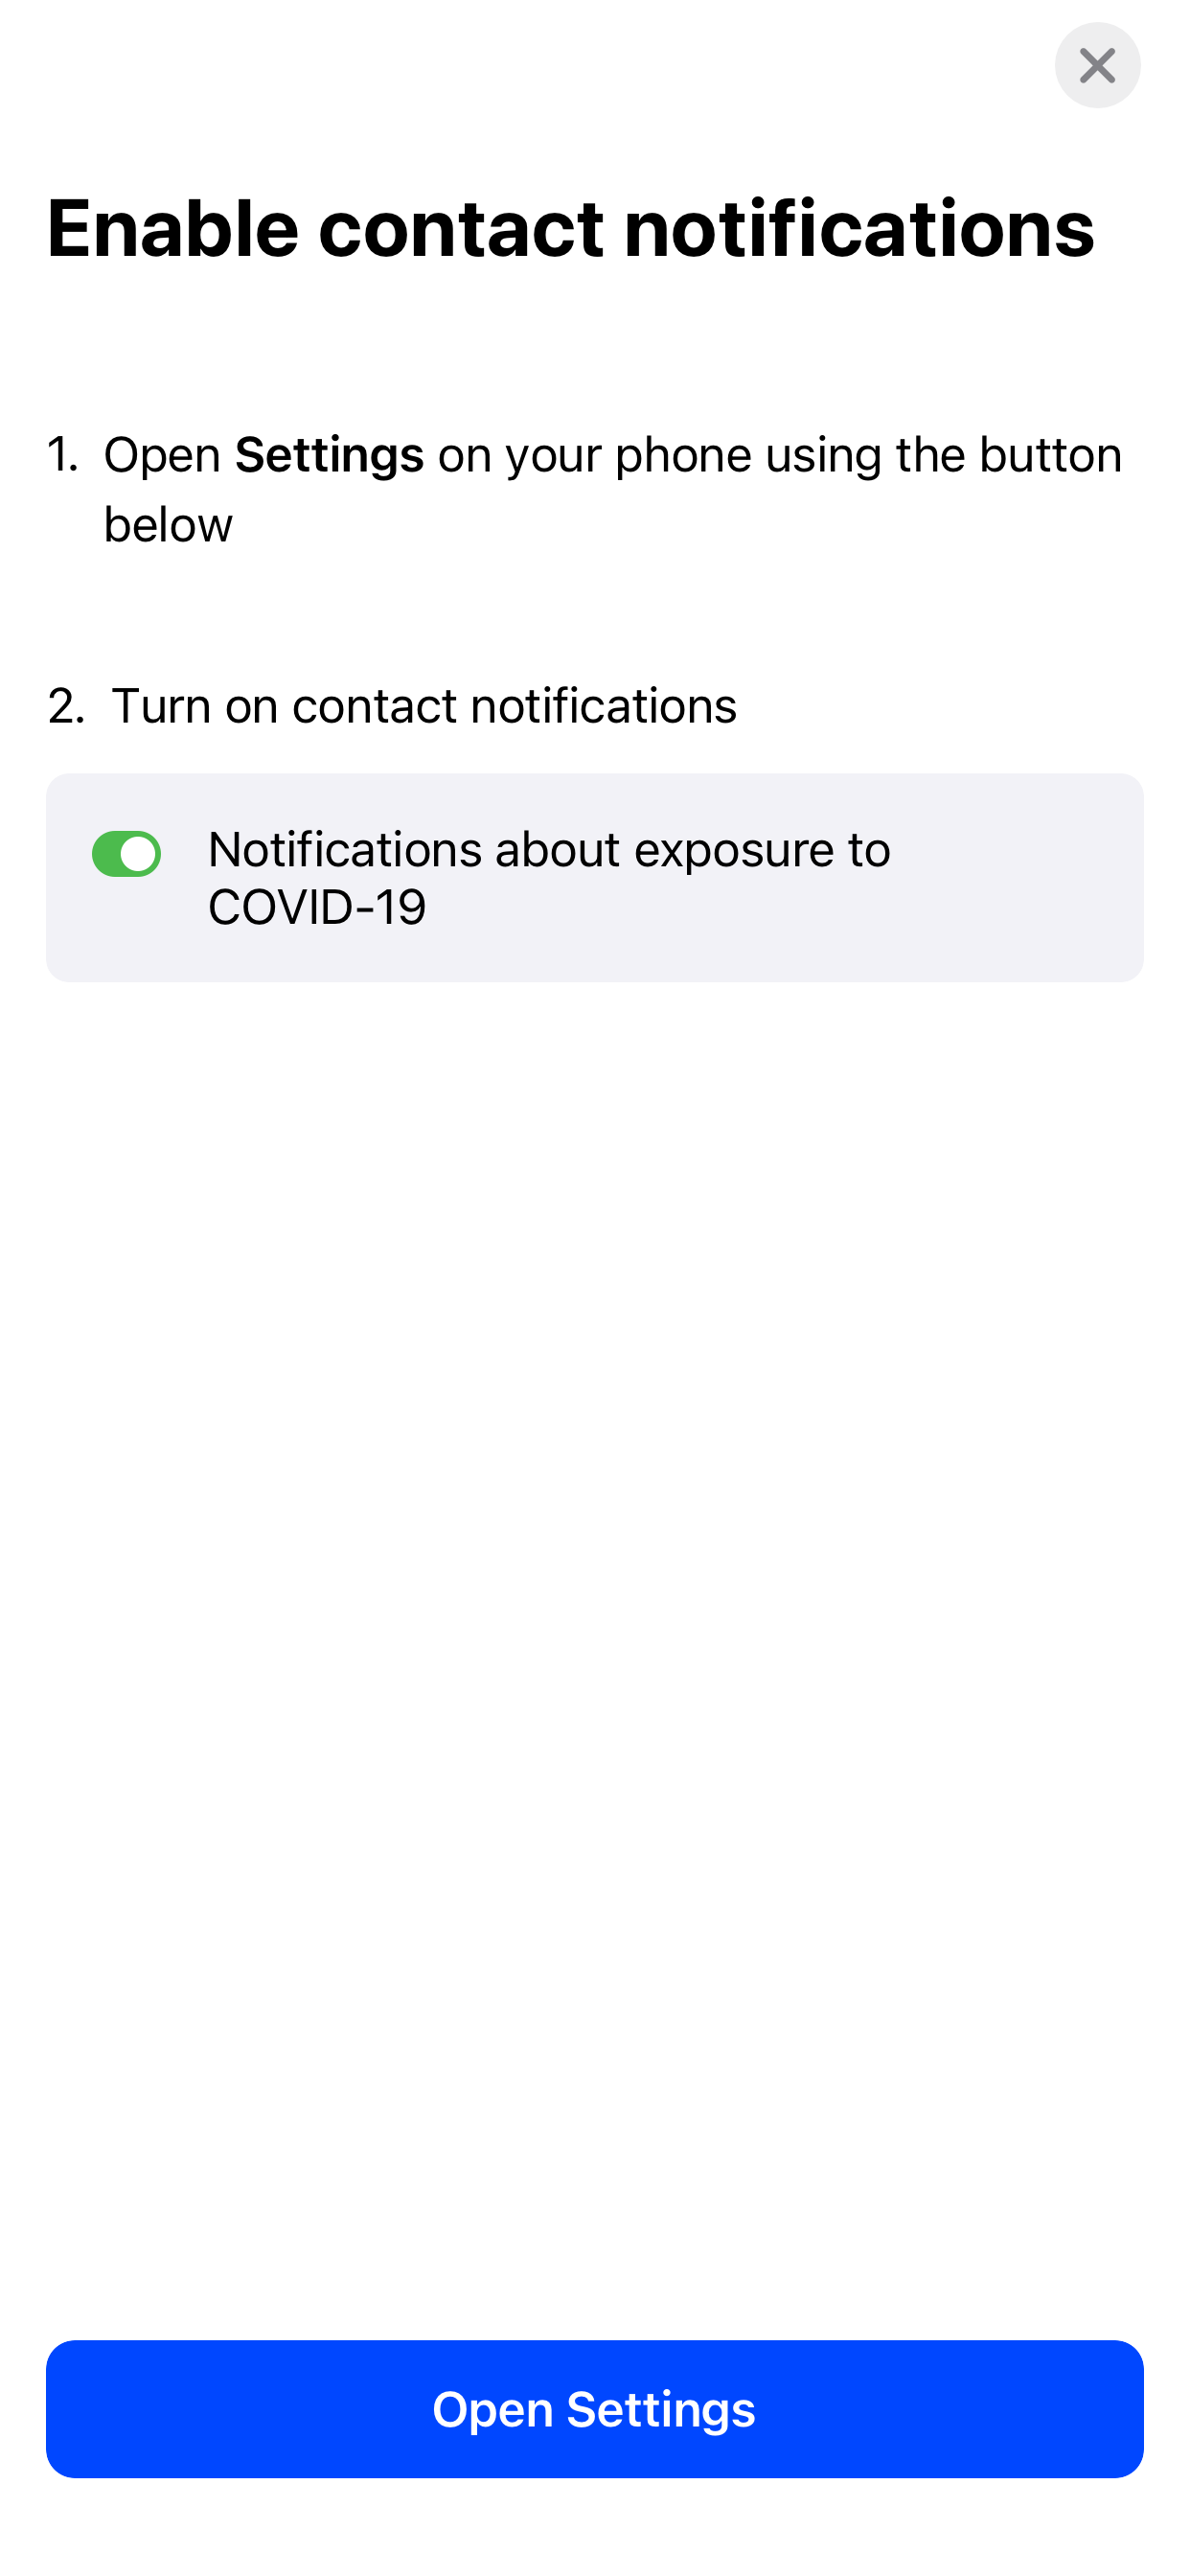 Enable contact notifications
1. Open Settings on your phone using the button
below
2. Turn on contact notifications
Notifications about exposure to
COVID-19
Open Settings